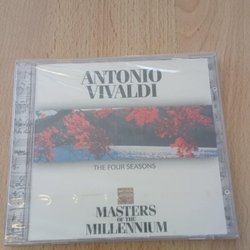 ANTONIO
VIVALDI
THE FOUR SEASONS
MASTERS
OF THE
MILLENNIUM